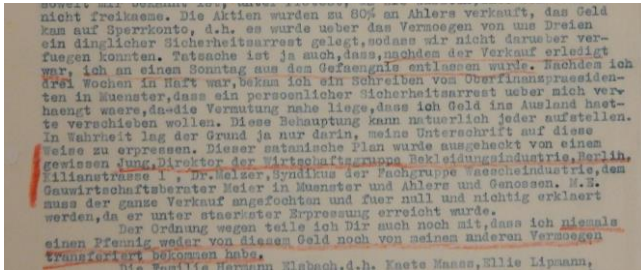 soweit mir bekannt ist, unter
nicht freikaeme. Die Aktien wurden zu 80% an Ahlers verkauft, das Geld
kam auf Sperrkonto, d.h. es wurde ueber das Vermoegen von uns Dreien
ein dinglicher Sicherheitsarrest gelegt,sodass wir nicht darueber ver-
fuegen konnten. Tatsache ist ja auch,dass,nachdem der Verkauf erledigt
war, ich an einem Sonntag aus dem Gefaengnis entlassen wurde. Nachdem ich
drei Wochen in Haft war,bekam ich ein Schreiben vom Oberfinanzpraesiden-
ten in Muenster,dass ein persoenlicher Sicherheitsarrest ueber mich ver-
haengt waere,da die Vermutung nahe liege,dass ich Geld ins Ausland haet-
te verschieben wollen. Diese Behauptung kann natuerlich jeder aufstellen.
In Wahrheit lag der Grund ja nur darin, meine Unterschrift auf diese
Weise zu erpressen. Dieser satanische Plan wurde ausgeheckt von einem
gewissen Jung,Direktor der Wirtschaftsgruppe Bekleidungsindustrie,Berlin,
Kilianstrasse 1 , Dr.Melzer,Syndikus der Fachgruppe Waescheindustrie,dem
Gauwirtschaftsberater Meier in Muenster und Ahlers und Genossen. M.E.
muss der ganze Verkauf angefochten und fuer null und nichtig erklaert
werden,da er unter staerkster Erpressung erreicht wurde.
Der Ordnung wegen teile ich Dir auch noch mit,dass ich niemals
einen Pfennig weder von diesem Geld noch von meinem anderen Vermoegen
transferiert bekommen habe.
Die Familie Hermann Elsbach,d.h. Kaete Maass,Ellie Lipmann,